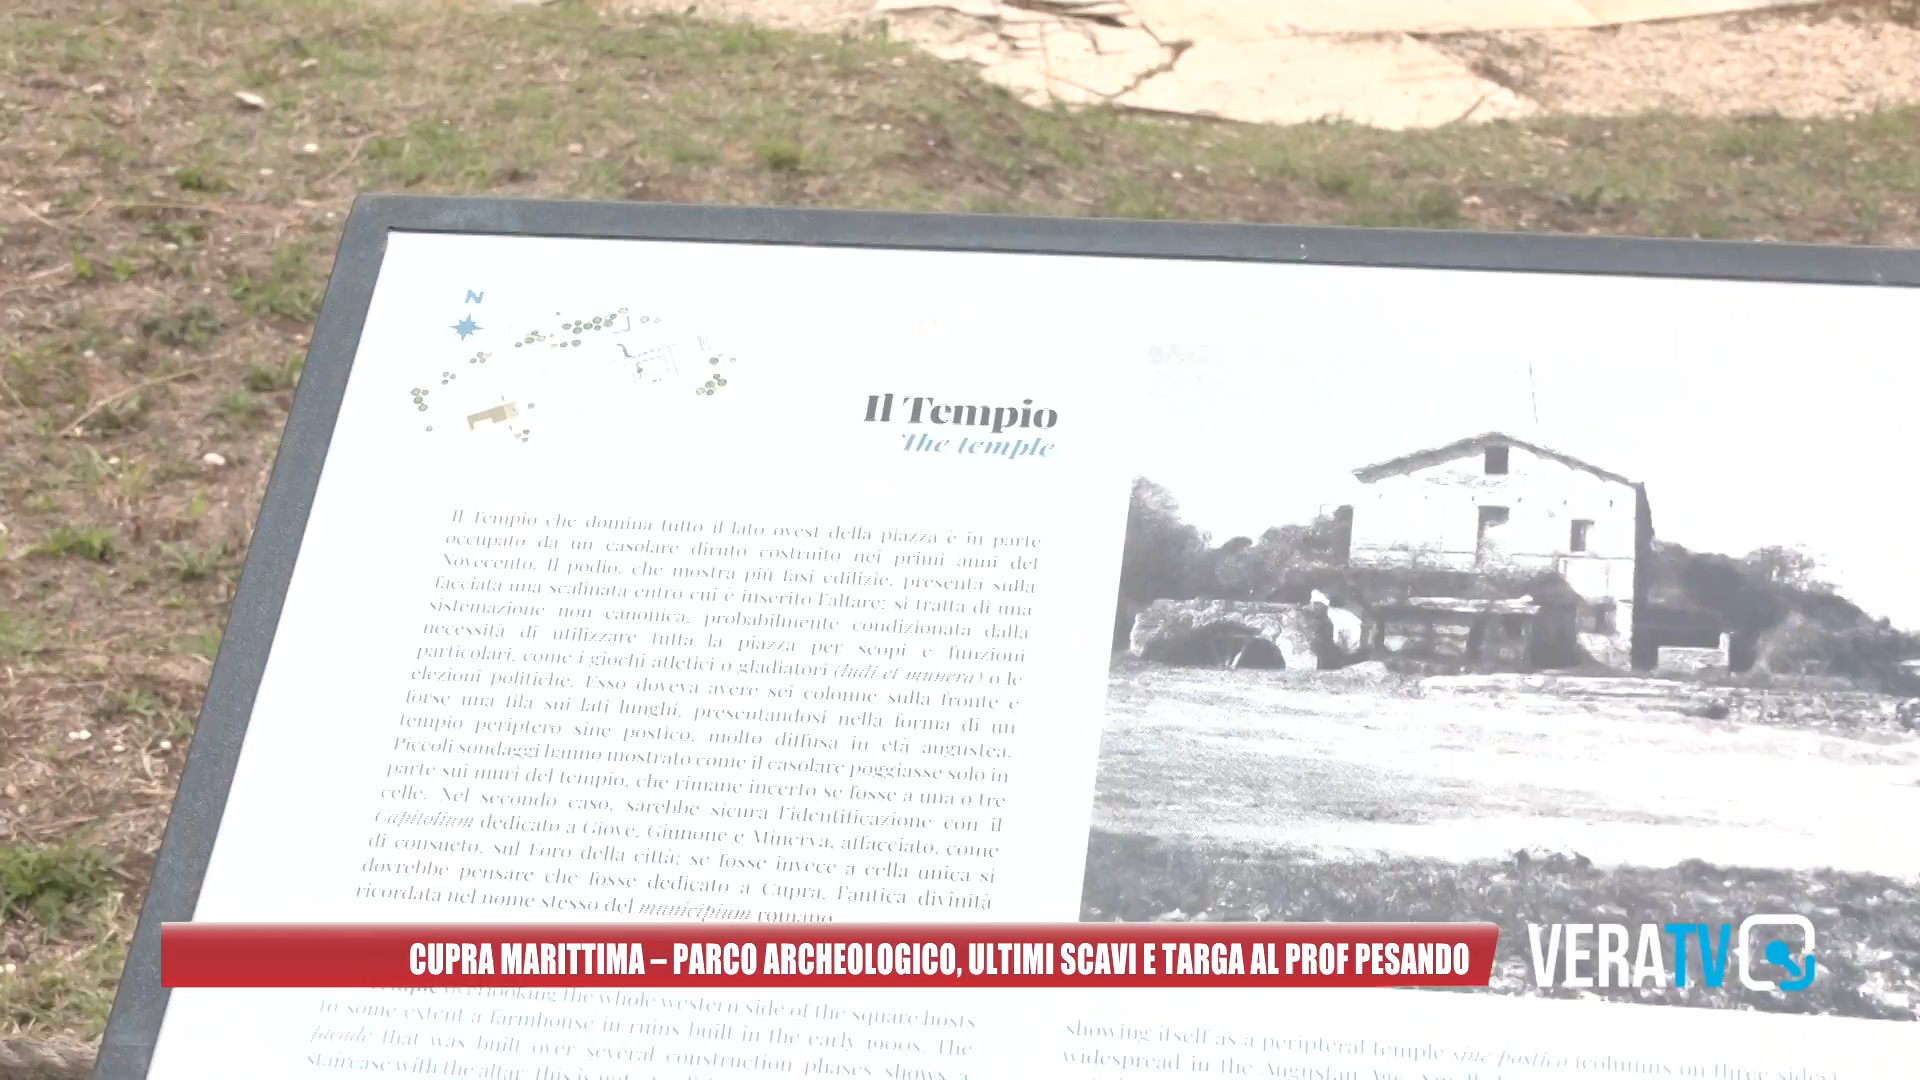 N
Il Tempio
The temple
Il Tempio che domina tutto il lato ovest della piazza è in parte
occupato da un casolare diruto costruito nei primi anni del
Novecento. Il podio, che mostra più fasi edilizie, presenta sulla
facciata una scalinata entro cui è inserito l'altare; si tratta di una
sistemazione non canonica, probabilmente condizionata dalla
necessità di utilizzare tutta la piazza per scopi e funzioni
particolari, come i giochi atletici o gladiatori (ludi et munera) o le
elezioni politiche. Esso doveva avere sei colonne sulla fronte e
forse una fila sui lati lunghi, presentandosi nella forma di un
tempio periptero sine postico, molto diffusa in età augustea.
Piccoli sondaggi hanno mostrato come il casolare poggiasse solo in
parte sui muri del tempio, che rimane incerto se fosse a una o tre
celle. Nel secondo caso, sarebbe sicura l'identificazione con il
Capitolium dedicato a Giove, Giunone e Minerva, affacciato, come
di consueto, sul Foro della città; se fosse invece a cella unica si
dovrebbe pensare che fosse dedicato a Cupra, l'antica divinità
ricordata nel nome stesso del municipium romano.
CUPRA MARITTIMA – PARCO ARCHEOLOGICO, ULTIMI SCAVI E TARGA AL PROF PESANDO
VERATV
the whole western side of the square hosts
to some extent a farmhouse in ruins built in the early 1900s. The
façade that was built over several construction phases shows a
staircase with the altar; this is
showing itself as a peripteral temple sine postico (columns on three sides)
widespread in the Augustan Age.